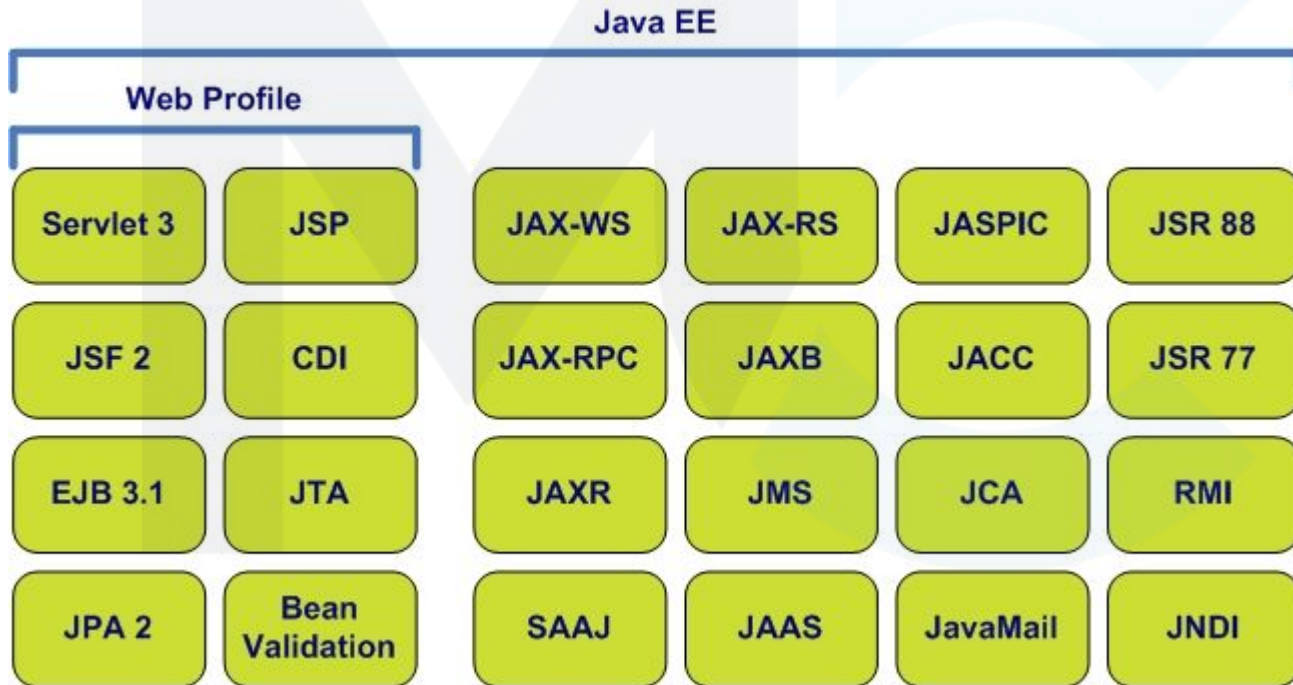 Java EE
Web Profile
Servlet 3
JSP
JAX-WS
JAX-RS
JASPIC
JSR 88
JSF 2
CDI
JAX-RPC
JAXB
JACC
JSR 77
EJB 3.1
JTA
JAXR
JMS
JCA
RMI
JPA 2
Bean
Validation
SAAJ
JAAS
JavaMail
JNDI